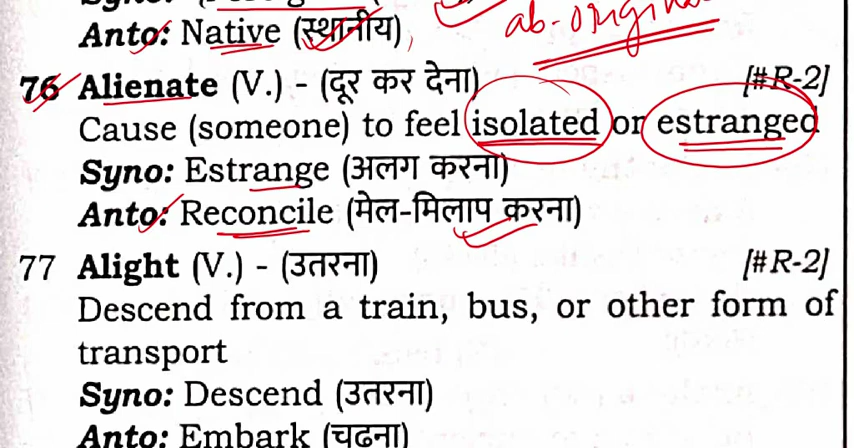 Anto: Native (स्थानीय)
ab-origina
76 Alienate (V.) - (दूर कर देना) [#R-2]
Cause (someone) to feel isolated or estranged
Syno: Estrange (अलग करना)
Anto: Reconcile (मेल-मिलाप करना)
77 Alight (V.) - (उतरना) [#R-2]
Descend from a train, bus, or other form of
transport
Syno: Descend (उतरना)
Anto: Embark (चढ़ना)